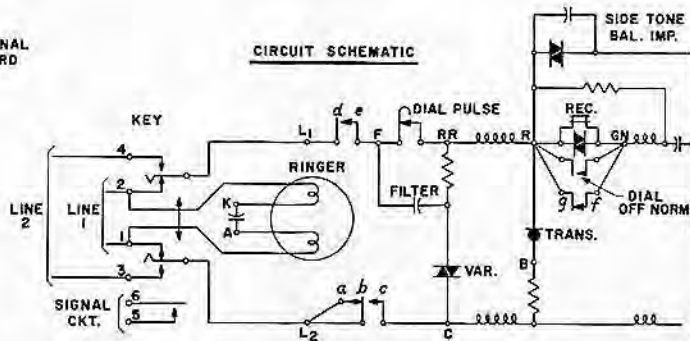 NAL
RD
CIRCUIT SCHEMATIC
SIDE TONE
BAL. IMP.
KEY
4
2
1
3
6
5
LINE
2
LINE
1
SIGNAL
CKT.
RINGER
K
A
L1
d e
F
DIAL PULSE
RR
R
REC.
GN
FILTER
g f
DIAL
OFF NORM
TRANS.
B
VAR.
a b c
L2
C